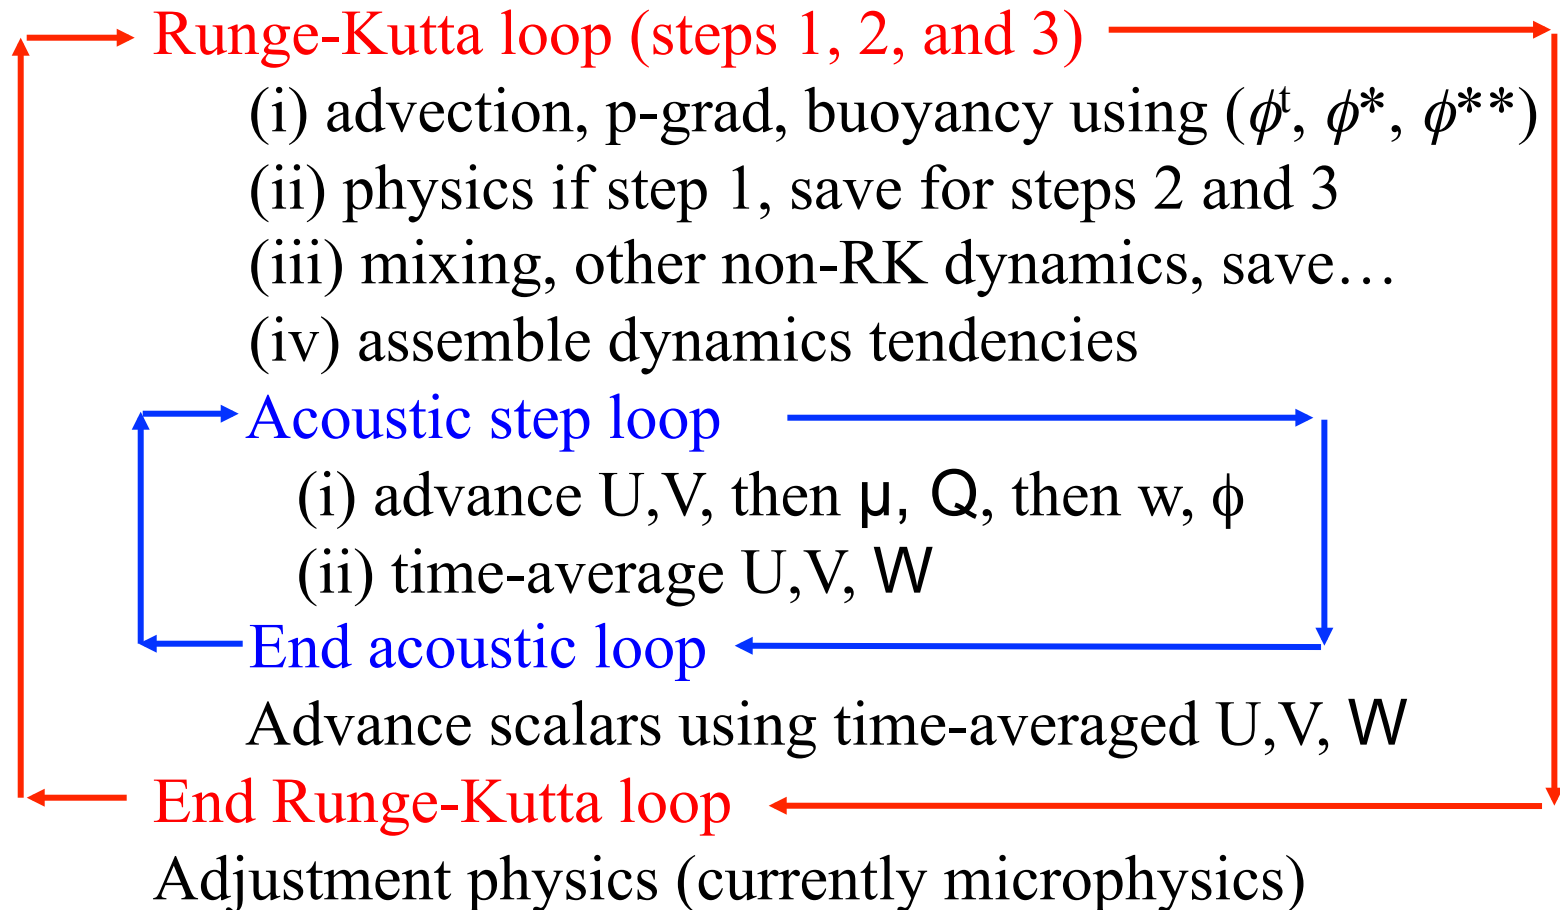 Runge-Kutta loop (steps 1, 2, and 3)
(i) advection, p-grad, buoyancy using (ϕᵗ, ϕ*, ϕ**)
(ii) physics if step 1, save for steps 2 and 3
(iii) mixing, other non-RK dynamics, save…
(iv) assemble dynamics tendencies
Acoustic step loop
(i) advance U,V, then µ, Q, then w, ϕ
(ii) time-average U,V, W
End acoustic loop
Advance scalars using time-averaged U,V, W
End Runge-Kutta loop
Adjustment physics (currently microphysics)